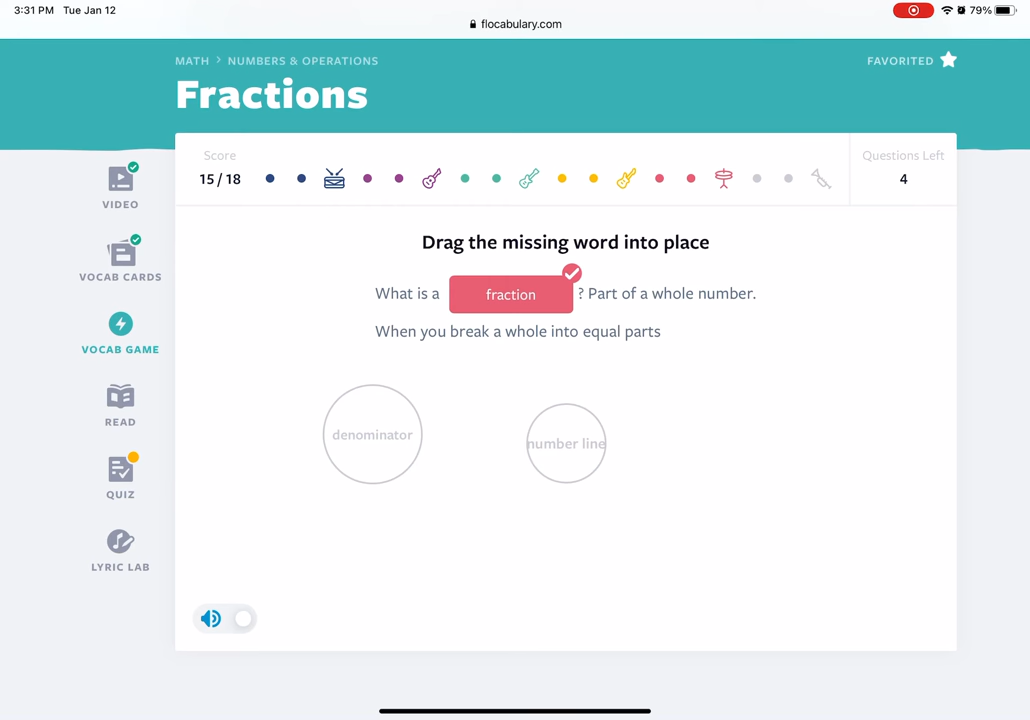 3:31 PM Tue Jan 12
79%
flocabulary.com
MATH > NUMBERS & OPERATIONS
FAVORITED
Fractions
Score
15 / 18
Questions Left
4
VIDEO
VOCAB CARDS
VOCAB GAME
READ
QUIZ
LYRIC LAB
Drag the missing word into place
What is a fraction ? Part of a whole number.
When you break a whole into equal parts
denominator
number line